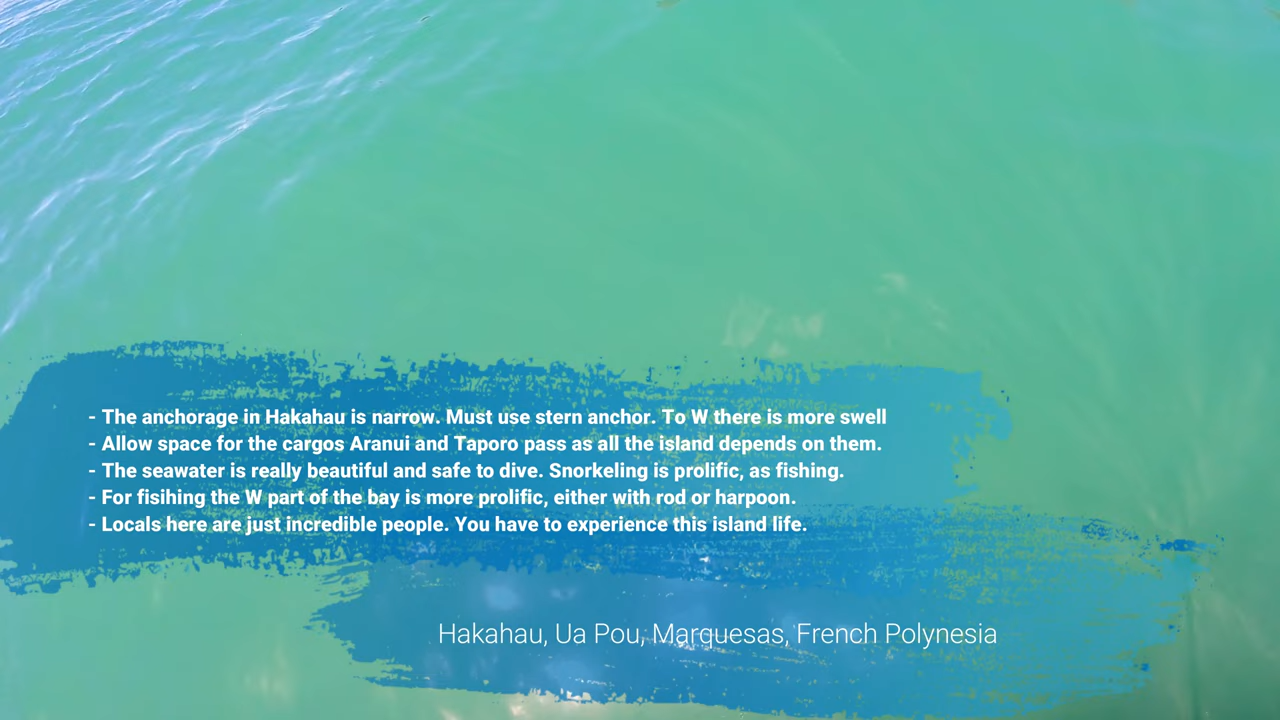 - The anchorage in Hakahau is narrow. Must use stern anchor. To W there is more swell
- Allow space for the cargos Aranui and Taporo pass as all the island depends on them.
- The seawater is really beautiful and safe to dive. Snorkeling is prolific, as fishing.
- For fisihing the W part of the bay is more prolific, either with rod or harpoon.
- Locals here are just incredible people. You have to experience this island life.
Hakahau, Ua Pou, Marquesas, French Polynesia